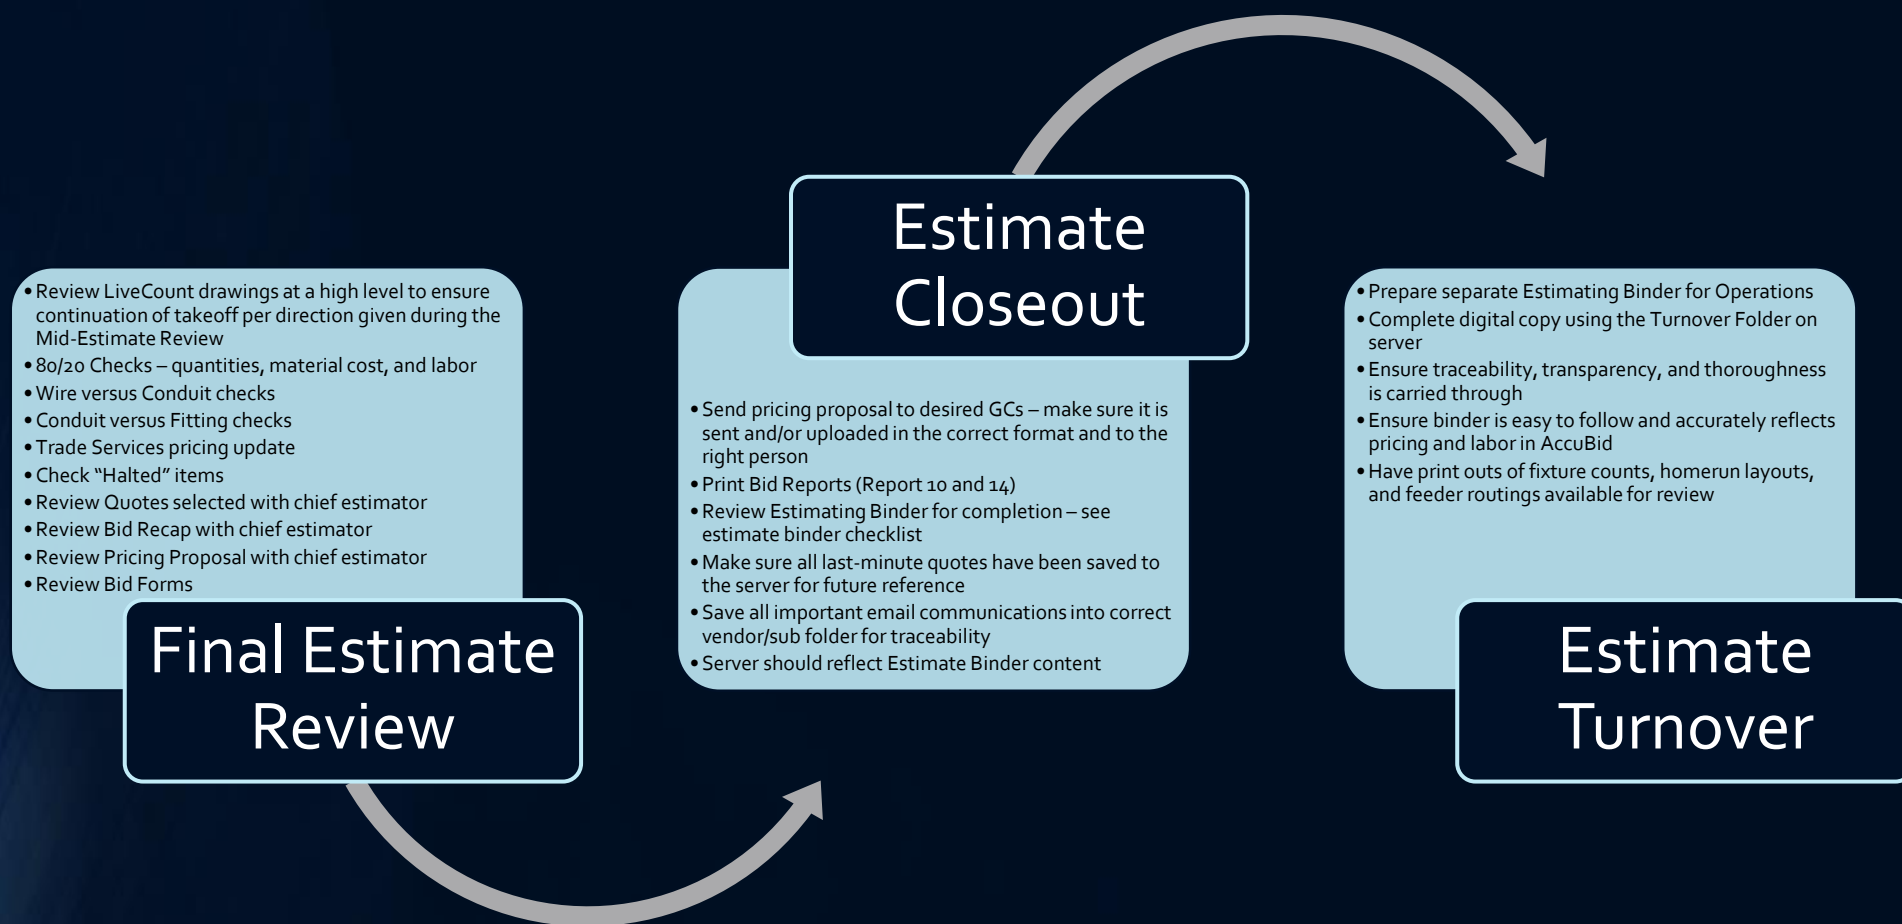 • Review LiveCount drawings at a high level to ensure
continuation of takeoff per direction given during the
Mid-Estimate Review
• 80/20 Checks – quantities, material cost, and labor
• Wire versus Conduit checks
• Conduit versus Fitting checks
• Trade Services pricing update
• Check “Halted” items
• Review Quotes selected with chief estimator
• Review Bid Recap with chief estimator
• Review Pricing Proposal with chief estimator
• Review Bid Forms
Final Estimate
Review
Estimate
Closeout
• Send pricing proposal to desired GCs – make sure it is
sent and/or uploaded in the correct format and to the
right person
• Print Bid Reports (Report 10 and 14)
• Review Estimating Binder for completion – see
estimate binder checklist
• Make sure all last-minute quotes have been saved to
the server for future reference
• Save all important email communications into correct
vendor/sub folder for traceability
• Server should reflect Estimate Binder content
• Prepare separate Estimating Binder for Operations
• Complete digital copy using the Turnover Folder on
server
• Ensure traceability, transparency, and thoroughness
is carried through
• Ensure binder is easy to follow and accurately reflects
pricing and labor in AccuBid
• Have print outs of fixture counts, homerun layouts,
and feeder routings available for review
Estimate
Turnover